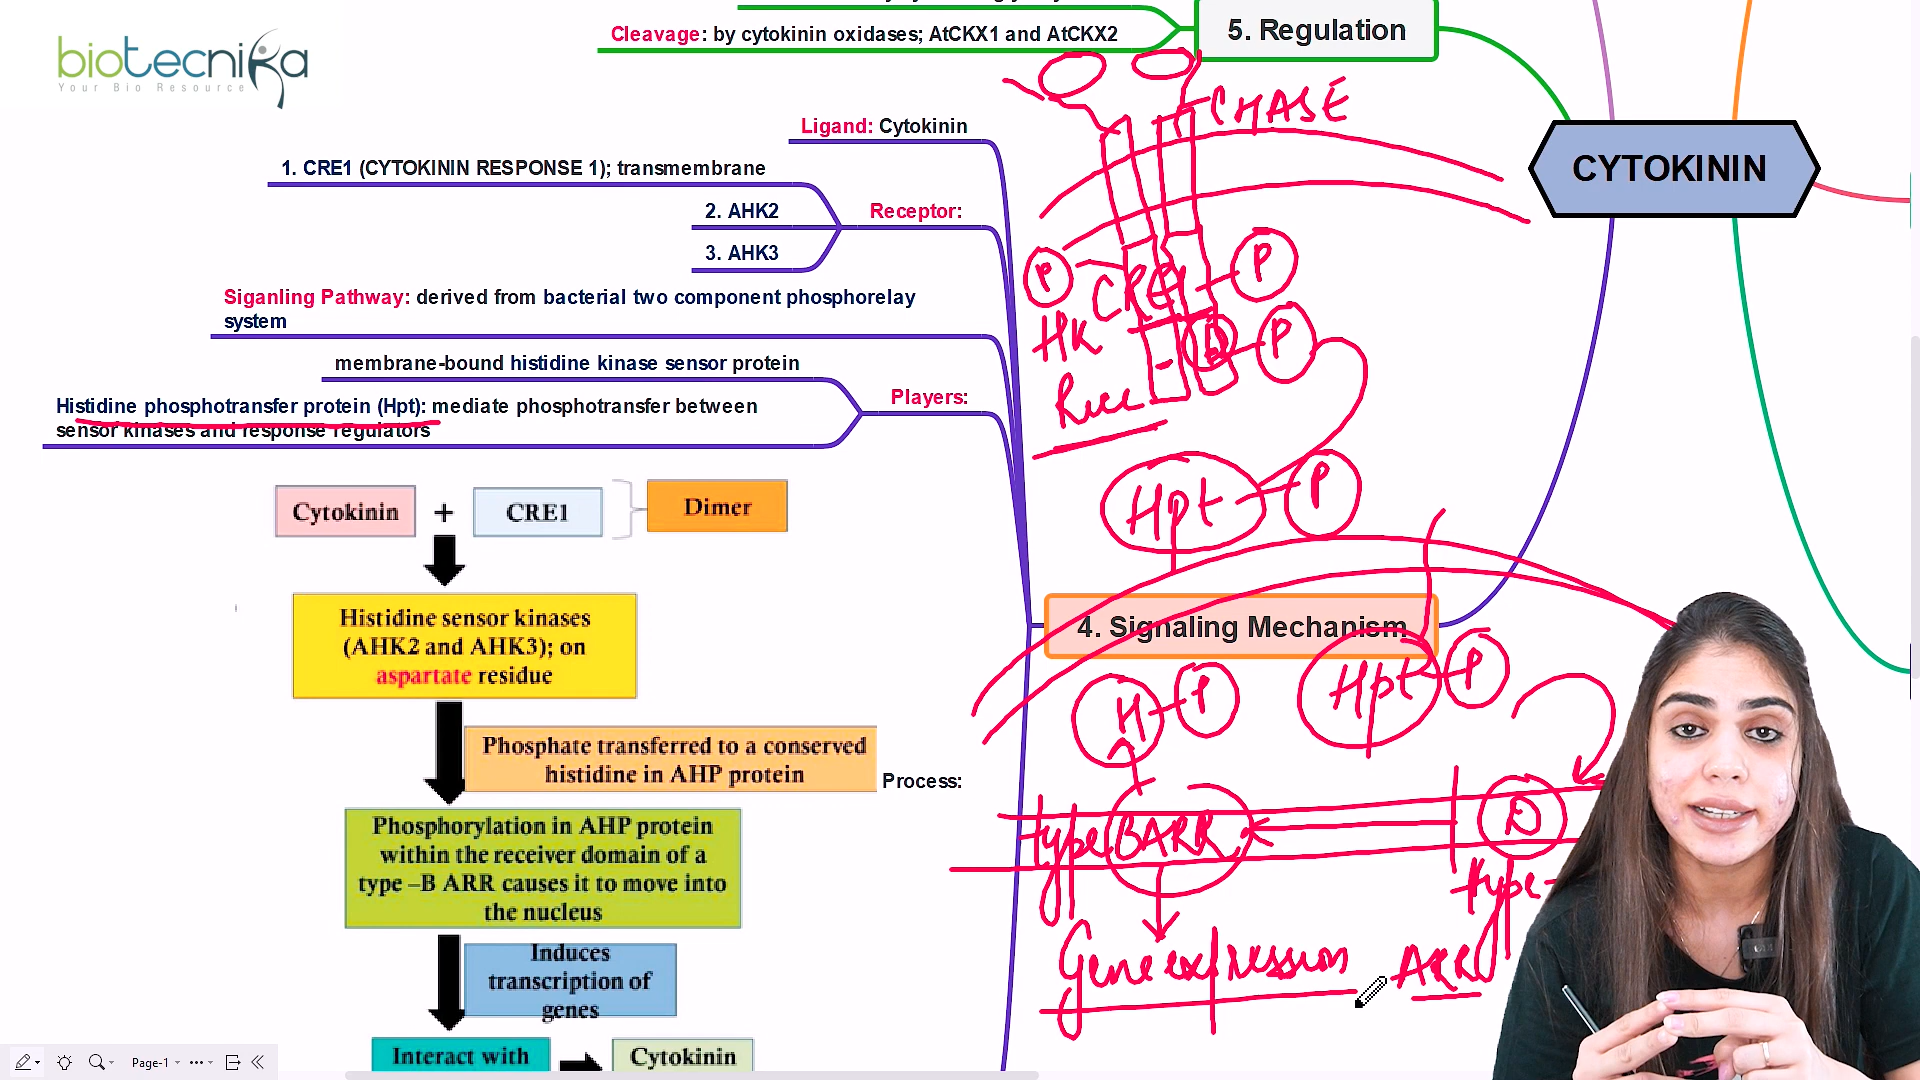 biotecnika
Your Bio Resource
Cleavage: by cytokinin oxidases; AtCKX1 and AtCKX2
5. Regulation
CYTOKININ
Ligand: Cytokinin
1. CRE1 (CYTOKININ RESPONSE 1); transmembrane
2. AHK2
Receptor:
3. AHK3
Siganling Pathway: derived from bacterial two component phosphorelay
system
membrane-bound histidine kinase sensor protein
Players:
Histidine phosphotransfer protein (Hpt): mediate phosphotransfer between
sensor kinases and response regulators
Cytokinin
+
CRE1
Dimer
Histidine sensor kinases
(AHK2 and AHK3); on
aspartate residue
Phosphate transferred to a conserved
histidine in AHP protein
Process:
Phosphorylation in AHP protein
within the receiver domain of a
type –B ARR causes it to move into
the nucleus
Induces
transcription of
genes
Interact with
Cytokinin
4. Signaling Mechanism
CHASE
P
CRE1
P
HK
D
P
Hpt
P
H
P
Hpt
P
type BARR
D
type-
Gene expression
ARR
Page-1